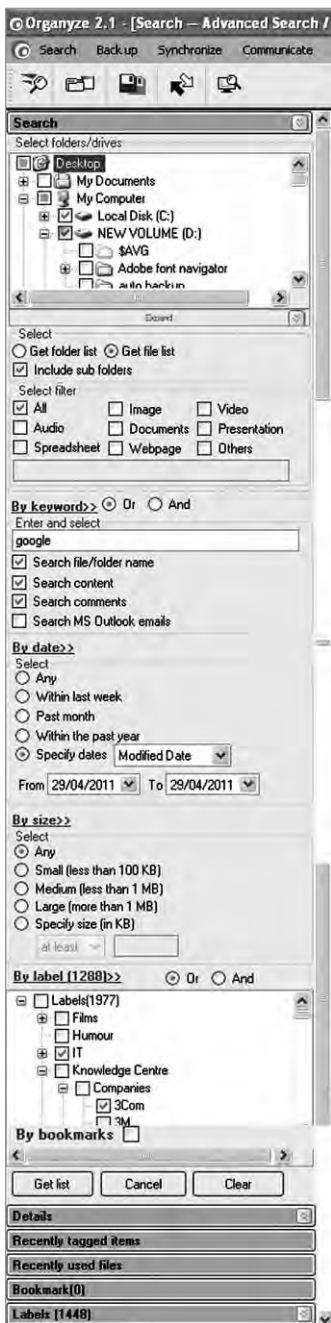 Organyze 2.1 - [Search — Advanced Search /
Search Back up Synchronize Communicate
Search
Select folders/drives
Desktop
My Documents
My Computer
Local Disk (C:)
NEW VOLUME (D:)
$AVG
Adobe font navigator
auto backup
Expand
Select
Get folder list Get file list
Include sub folders
Select filter
All Image Video
Audio Documents Presentation
Spreadsheet Webpage Others
By keyword>> Or And
Enter and select
google
Search file/folder name
Search content
Search comments
Search MS Outlook emails
By date>>
Select
Any
Within last week
Past month
Within the past year
Specify dates Modified Date
From 29/04/2011 To 29/04/2011
By size>>
Select
Any
Small (less than 100 KB)
Medium (less than 1 MB)
Large (more than 1 MB)
Specify size (in KB)
at least
By label (1288)>> Or And
Labels(1977)
Films
Humour
IT
Knowledge Centre
Companies
3Com
3M
By bookmarks
Get list Cancel Clear
Details
Recently tagged items
Recently used files
Bookmark(0)
Labels (1448)